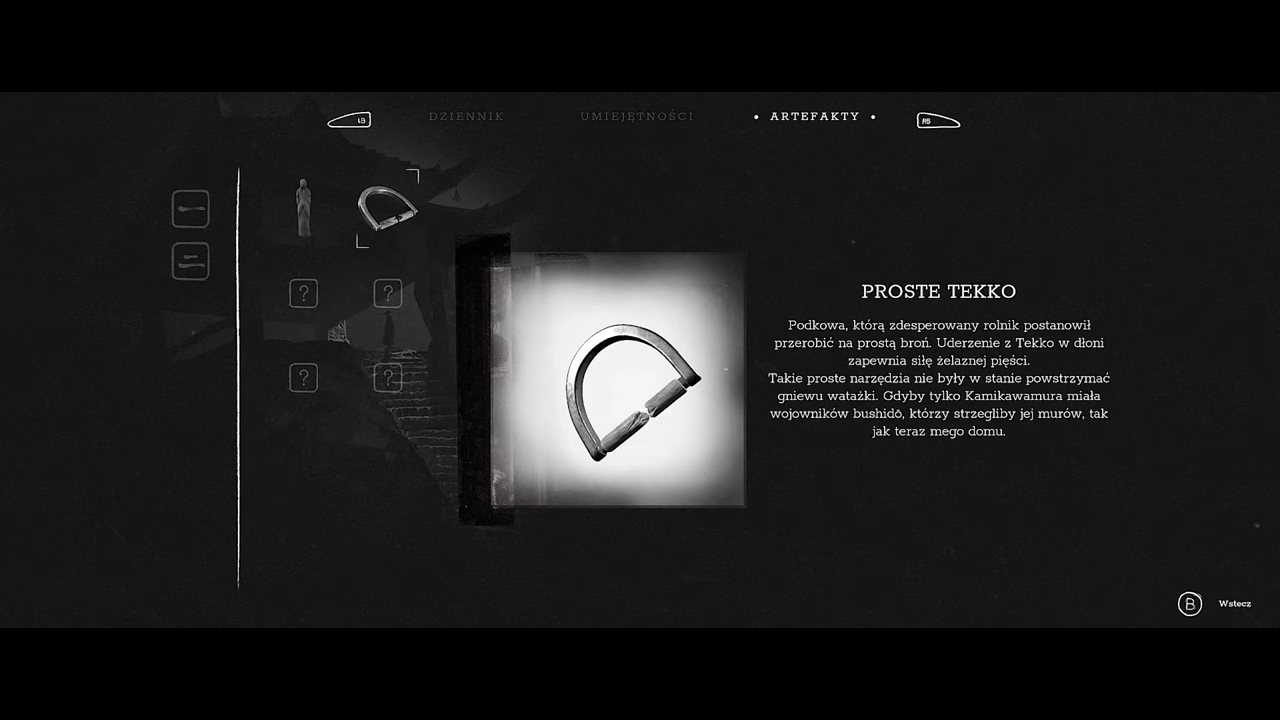 LB
DZIENNIK
UMIEJĘTNOŚCI
• ARTEFAKTY •
RB
一
二
?
?
?
?
PROSTE TEKKO
Podkowa, którą zdesperowany rolnik postanowił
przerobić na prostą broń. Uderzenie z Tekko w dłoni
zapewnia siłę żelaznej pięści.
Takie proste narzędzia nie były w stanie powstrzymać
gniewu watażki. Gdyby tylko Kamikawamura miała
wojowników bushidō, którzy strzegliby jej murów, tak
jak teraz mego domu.
B
Wstecz